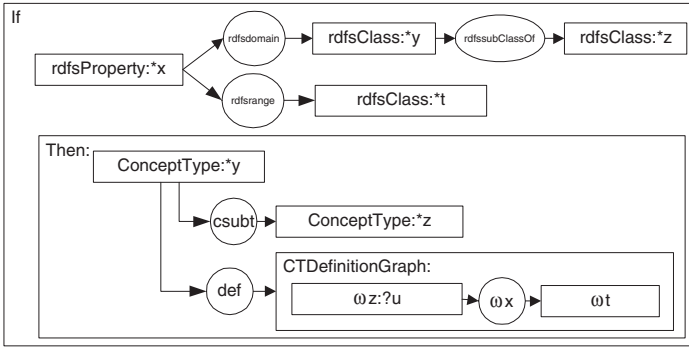 If
rdfsProperty:*x
rdfsdomain
rdfsClass:*y
rdfssubClassOf
rdfsClass:*z
rdfsrange
rdfsClass:*t
Then:
ConceptType:*y
csubt
ConceptType:*z
def
CTDefinitionGraph:
ωz:?u
ωx
ωt